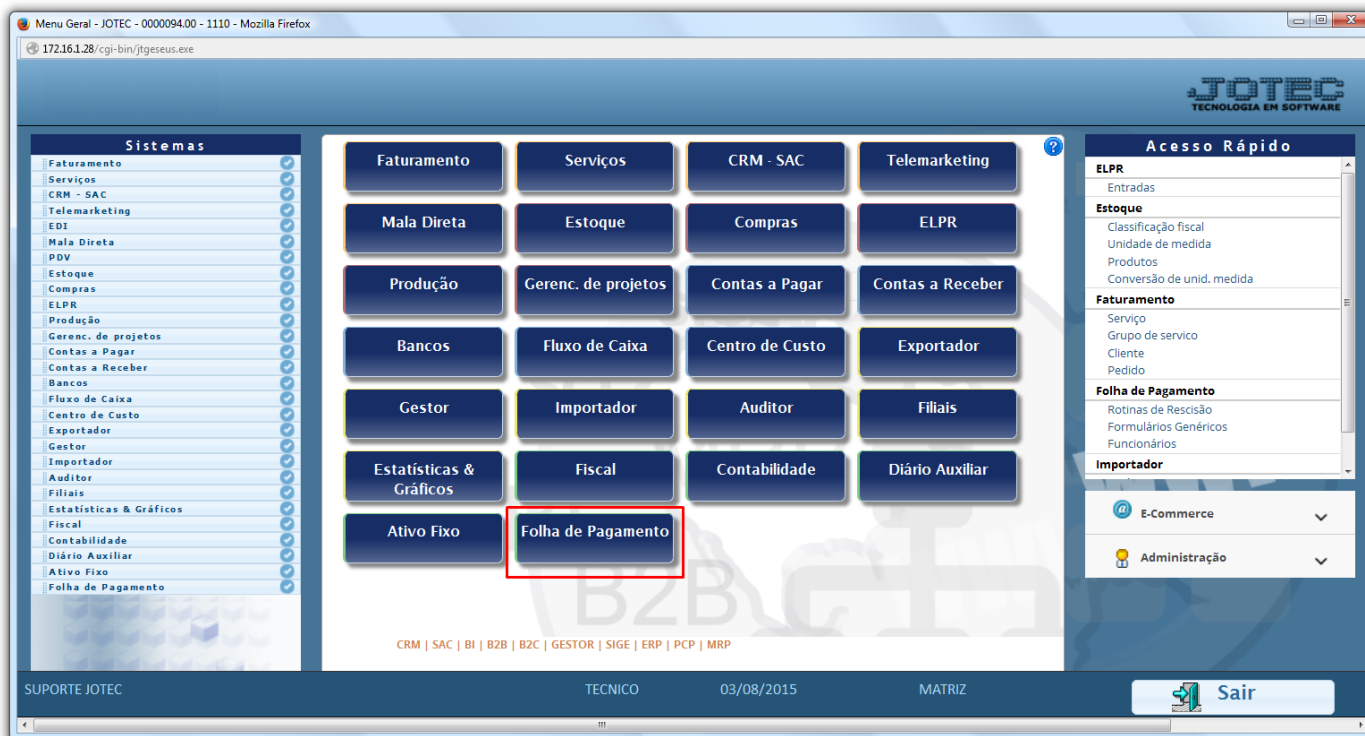 Menu Geral - JOTEC - 0000094.00 - 1110 - Mozilla Firefox
172.16.1.28/cgi-bin/jtgeseus.exe
JOTEC
TECNOLOGIA EM SOFTWARE
Sistemas
Faturamento
Serviços
CRM - SAC
Telemarketing
EDI
Mala Direta
PDV
Estoque
Compras
ELPR
Produção
Gerenc. de projetos
Contas a Pagar
Contas a Receber
Bancos
Fluxo de Caixa
Centro de Custo
Exportador
Gestor
Importador
Auditor
Filiais
Estatísticas & Gráficos
Fiscal
Contabilidade
Diário Auxiliar
Ativo Fixo
Folha de Pagamento
Faturamento
Serviços
CRM - SAC
Telemarketing
Mala Direta
Estoque
Compras
ELPR
Produção
Gerenc. de projetos
Contas a Pagar
Contas a Receber
Bancos
Fluxo de Caixa
Centro de Custo
Exportador
Gestor
Importador
Auditor
Filiais
Estatísticas &
Gráficos
Fiscal
Contabilidade
Diário Auxiliar
Ativo Fixo
Folha de Pagamento
B2B
CRM | SAC | BI | B2B | B2C | GESTOR | SIGE | ERP | PCP | MRP
?
Acesso Rápido
ELPR
Entradas
Estoque
Classificação fiscal
Unidade de medida
Produtos
Conversão de unid. medida
Faturamento
Serviço
Grupo de servico
Cliente
Pedido
Folha de Pagamento
Rotinas de Rescisão
Formulários Genéricos
Funcionários
Importador
E-Commerce
Administração
SUPORTE JOTEC
TECNICO
03/08/2015
MATRIZ
Sair